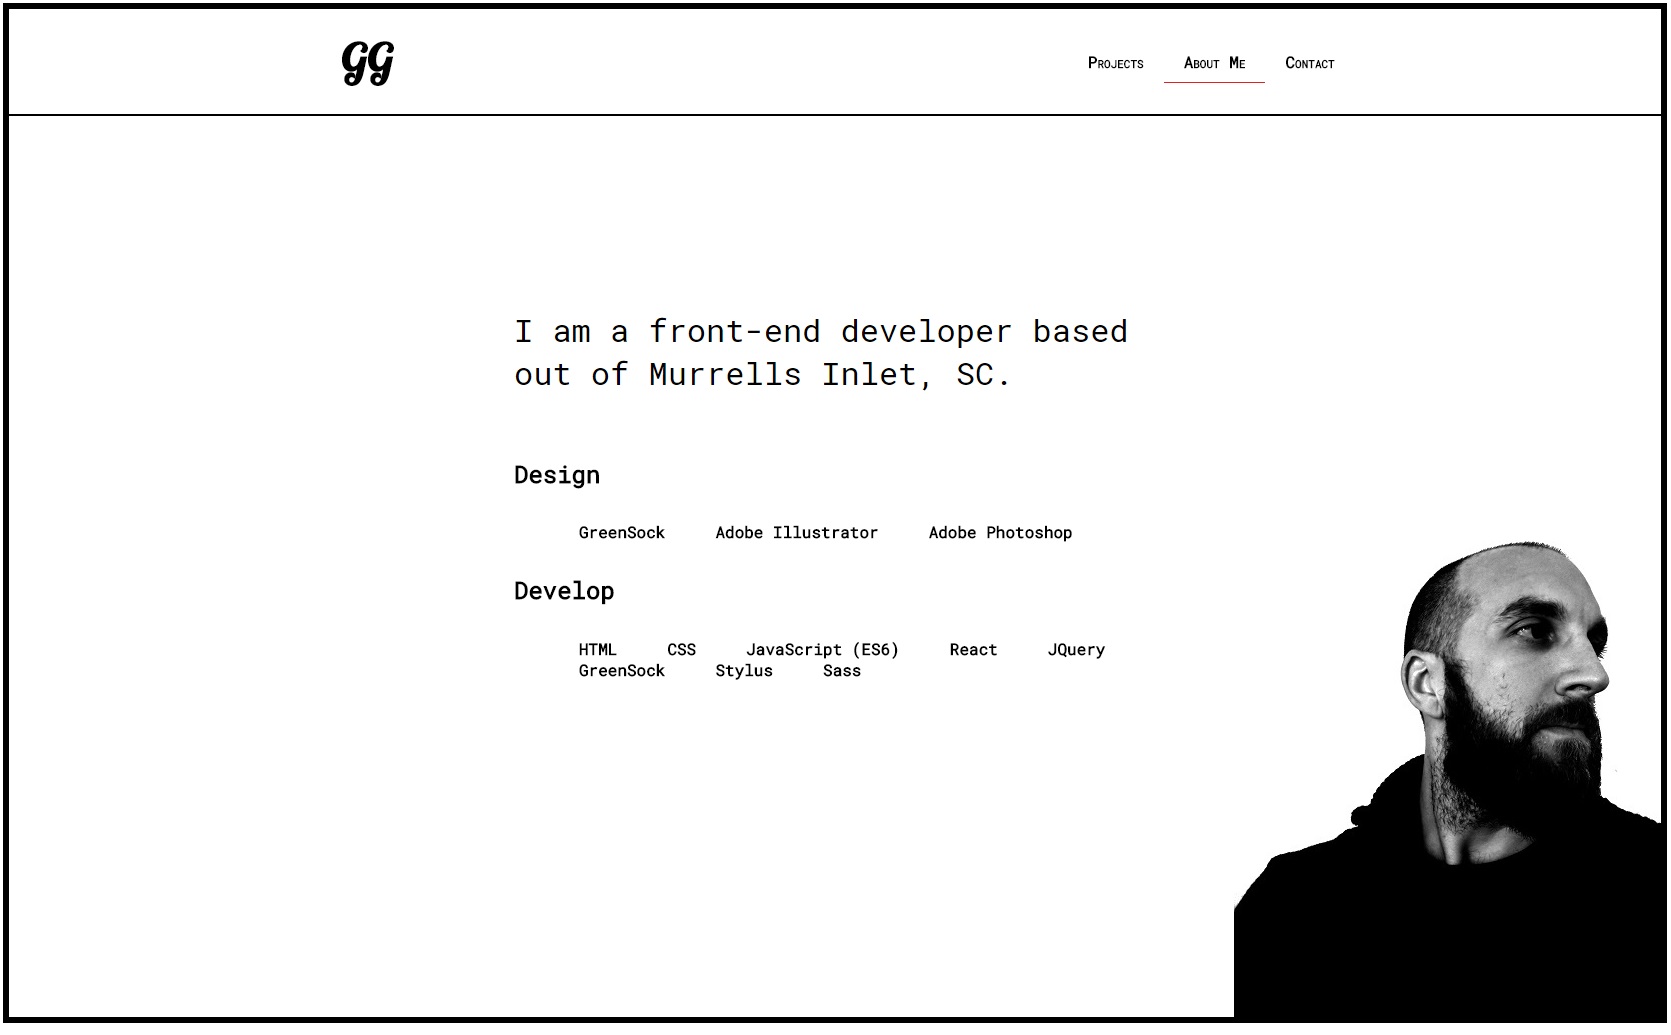 GG
Projects About Me Contact
I am a front-end developer based
out of Murrells Inlet, SC.
Design
GreenSock Adobe Illustrator Adobe Photoshop
Develop
HTML CSS JavaScript (ES6) React JQuery
GreenSock Stylus Sass